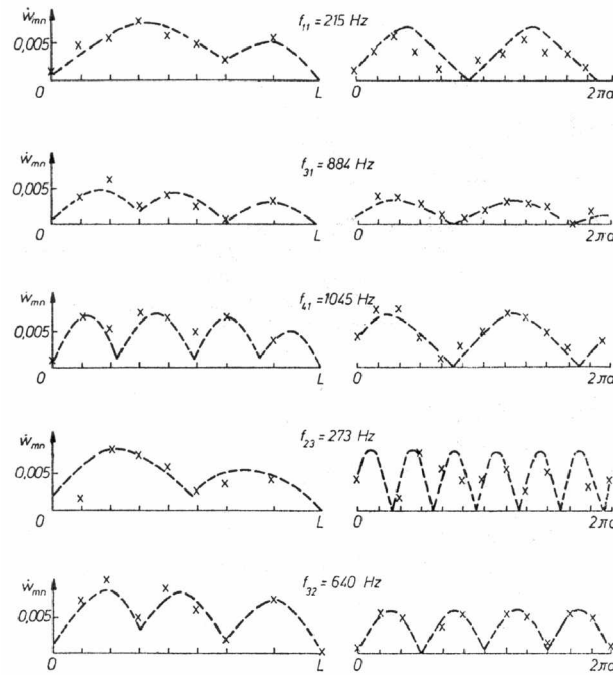 ẇmn
f11 = 215 Hz
0,005
0 L 0 2πa
ẇmn
f31 = 884 Hz
0,005
0 L 0 2πa
ẇmn
f41 = 1045 Hz
0,005
0 L 0 2πa
ẇmn
f23 = 273 Hz
0,005
0 L 0 2πa
ẇmn
f32 = 640 Hz
0,005
0 L 0 2πa